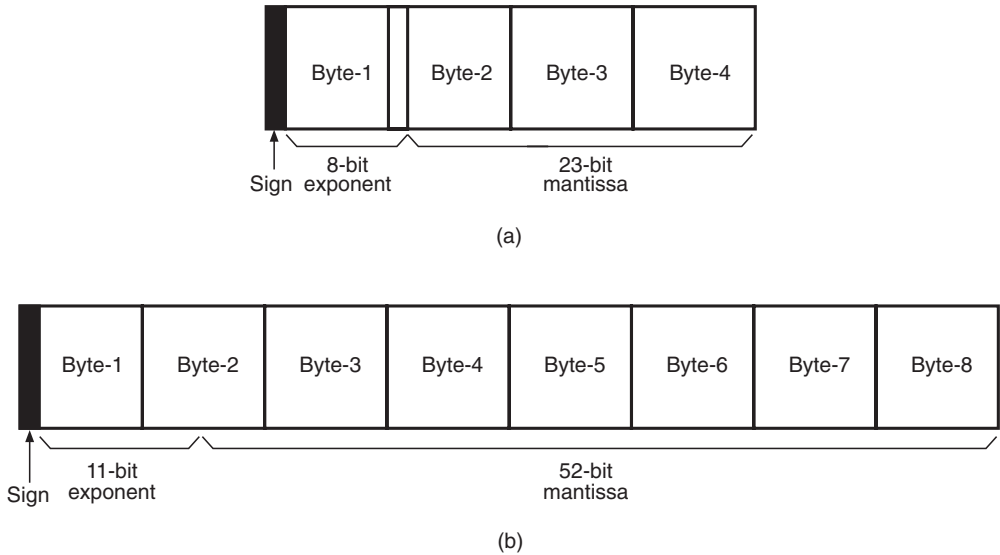 Byte-1 Byte-2 Byte-3 Byte-4
8-bit
exponent
23-bit
mantissa
Sign
(a)
Byte-1 Byte-2 Byte-3 Byte-4 Byte-5 Byte-6 Byte-7 Byte-8
11-bit
exponent
52-bit
mantissa
Sign
(b)